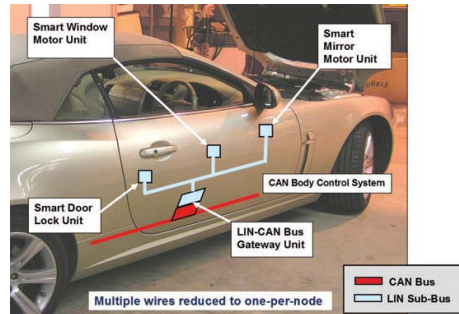 Smart Window
Motor Unit
Smart
Mirror
Motor Unit
CAN Body Control System
Smart Door
Lock Unit
LIN-CAN Bus
Gateway Unit
Multiple wires reduced to one-per-node
CAN Bus
LIN Sub-Bus